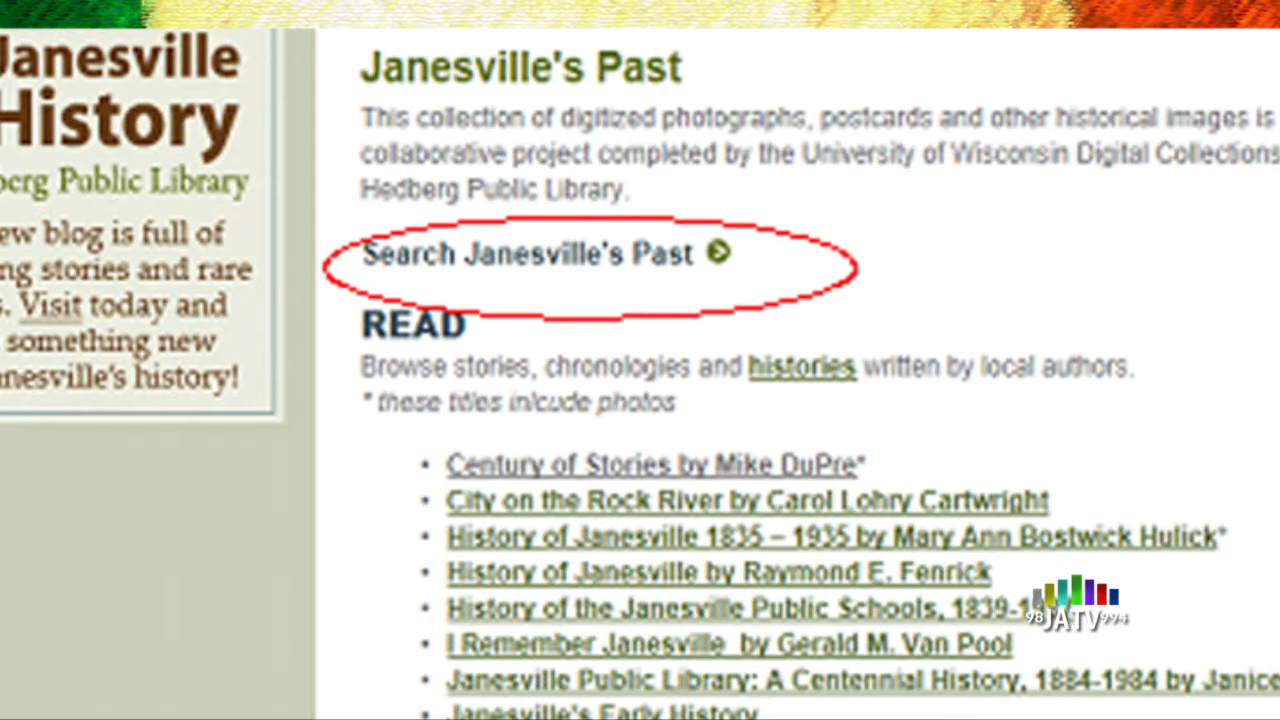 Janesville
History
berg Public Library
ew blog is full of
ng stories and rare
s. Visit today and
something new
nesville's history!
Janesville's Past
This collection of digitized photographs, postcards and other historical images is
collaborative project completed by the University of Wisconsin Digital Collections
Hedberg Public Library.
Search Janesville's Past
READ
Browse stories, chronologies and histories written by local authors.
* these titles inlcude photos
• Century of Stories by Mike DuPre*
• City on the Rock River by Carol Lohry Cartwright
• History of Janesville 1835 – 1935 by Mary Ann Bostwick Hulick*
• History of Janesville by Raymond E. Fenrick
• History of the Janesville Public Schools, 1839-1
• I Remember Janesville by Gerald M. Van Pool
• Janesville Public Library: A Centennial History, 1884-1984 by Janice
Janesville's Early History
98 JATV 994